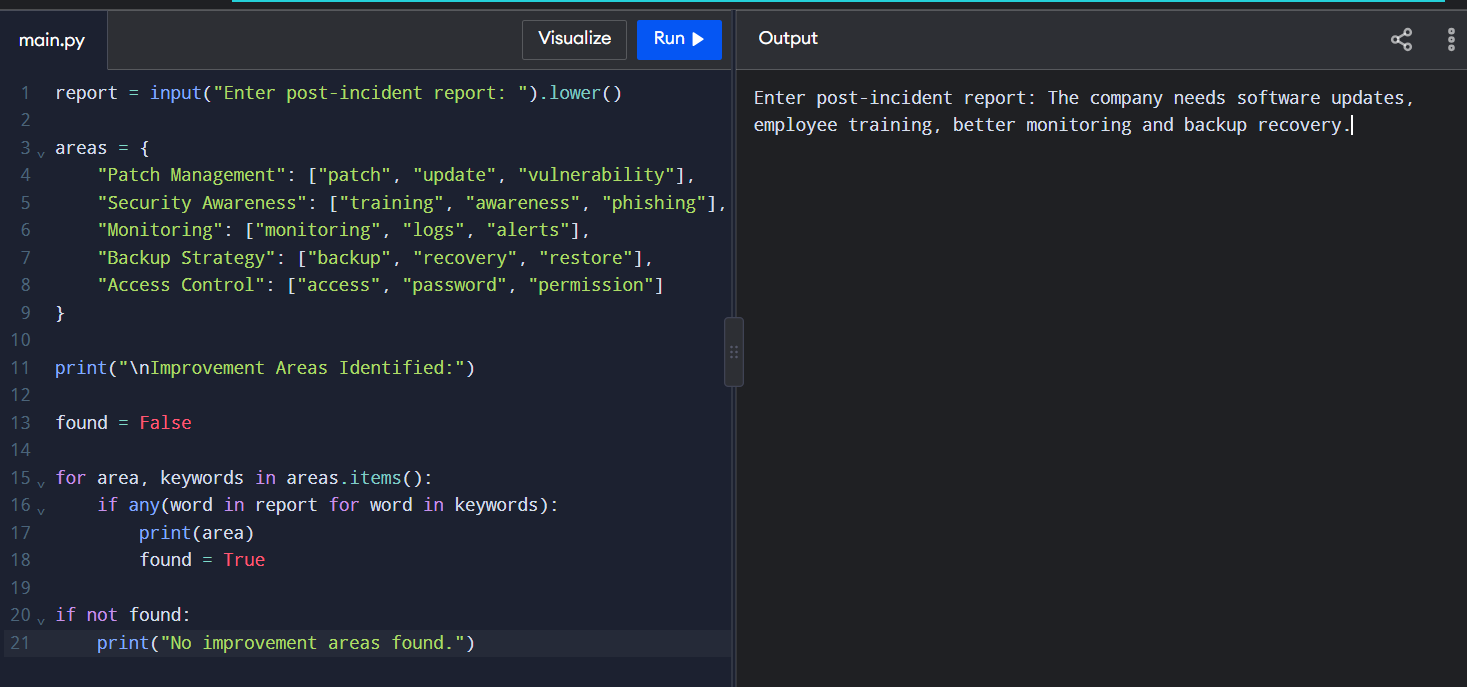 main.py
Visualize
Run
Output
1 report = input("Enter post-incident report: ").lower()
2
3 areas = {
4     "Patch Management": ["patch", "update", "vulnerability"],
5     "Security Awareness": ["training", "awareness", "phishing"],
6     "Monitoring": ["monitoring", "logs", "alerts"],
7     "Backup Strategy": ["backup", "recovery", "restore"],
8     "Access Control": ["access", "password", "permission"]
9 }
10
11 print("\nImprovement Areas Identified:")
12
13 found = False
14
15 for area, keywords in areas.items():
16     if any(word in report for word in keywords):
17         print(area)
18         found = True
19
20 if not found:
21     print("No improvement areas found.")
Enter post-incident report: The company needs software updates,
employee training, better monitoring and backup recovery.